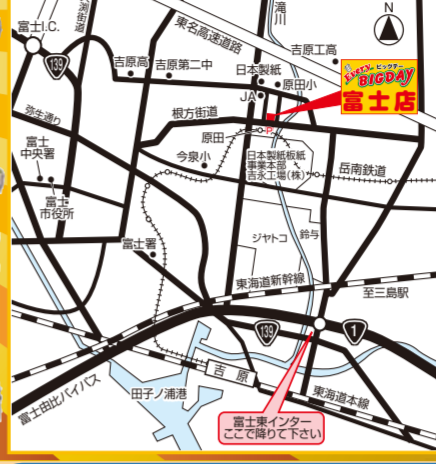 富士I.C.
渕街道
東名高速道路
滝川
N
139
吉原高
吉原第二中
日本製紙
原田小
吉原工高
JA
Every
ビッグデー
BIGDAY
富士店
弥生通り
根方街道
原田
P
富士
中央署
今泉小
日本製紙板紙
事業本部
吉永工場(株)
岳南鉄道
富士
市役所
富士署
ジヤトコ
鈴与
東海道新幹線
至三島駅
139
1
吉原
富士由比バイパス
田子ノ浦港
東海道本線
富士東インター
ここで降りて下さい